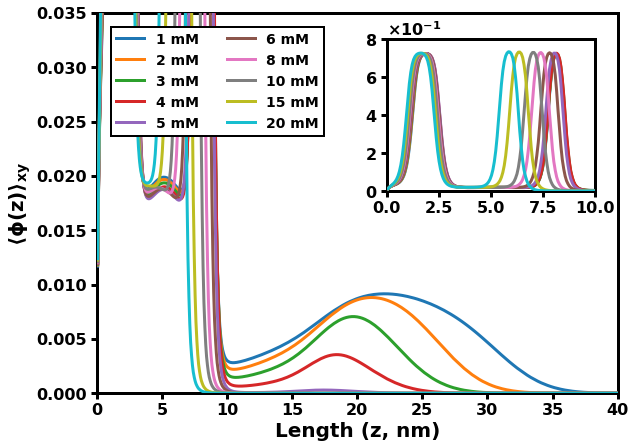 0.035
0.030
0.025
0.020
0.015
0.010
0.005
0.000
⟨ϕ(z)⟩xy
1 mM 6 mM
2 mM 8 mM
3 mM 10 mM
4 mM 15 mM
5 mM 20 mM
×10⁻¹
8
6
4
2
0
0.0 2.5 5.0 7.5 10.0
0 5 10 15 20 25 30 35 40
Length (z, nm)